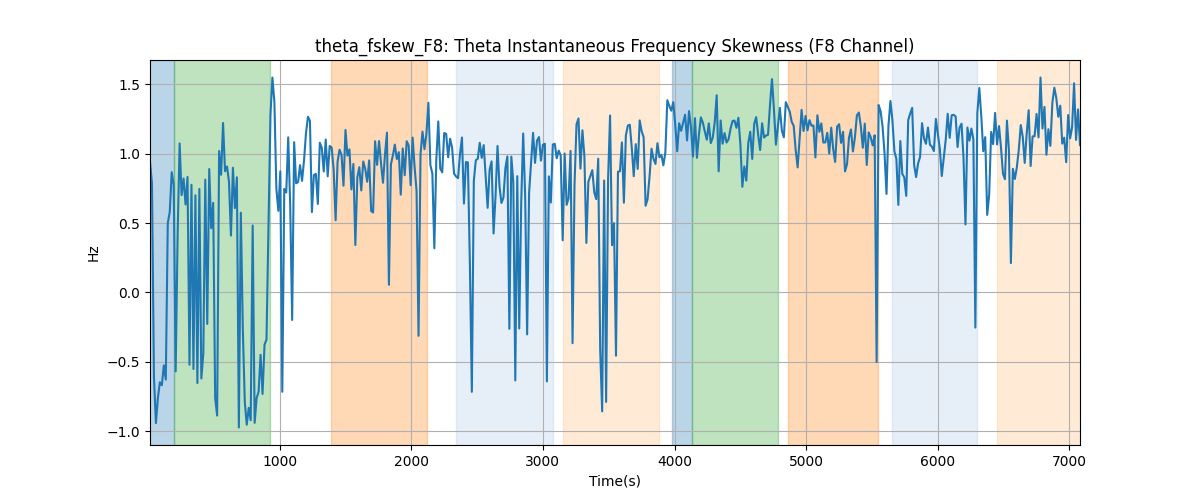 theta_fskew_F8: Theta Instantaneous Frequency Skewness (F8 Channel)
1.5
1.0
0.5
0.0
−0.5
−1.0
Hz
1000 2000 3000 4000 5000 6000 7000
Time(s)